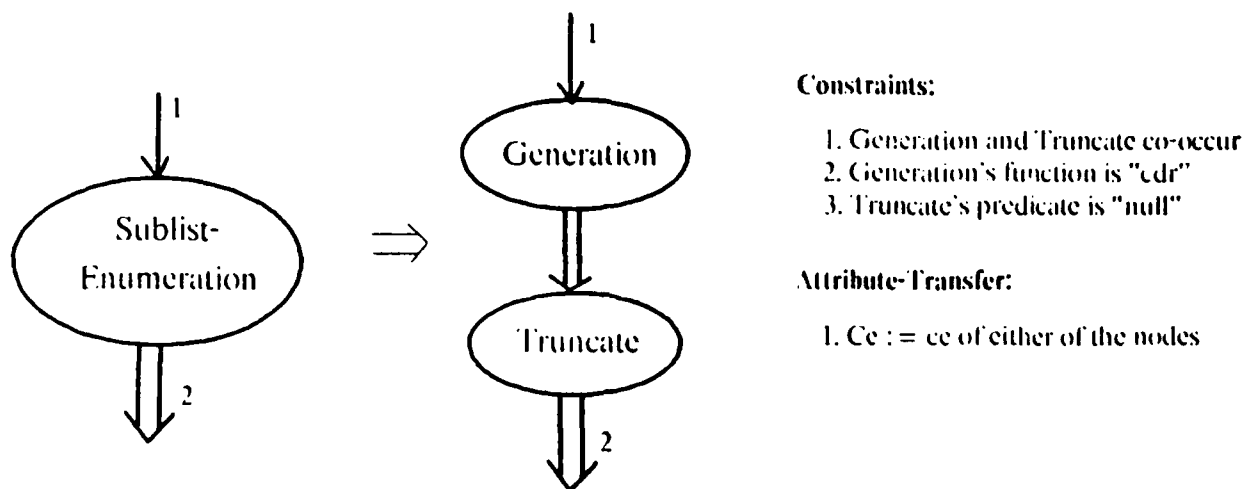 1
Sublist-
Enumeration
2
1
Generation
Truncate
2
Constraints:
1. Generation and Truncate co-occur
2. Generation's function is "cdr"
3. Truncate's predicate is "null"
Attribute-Transfer:
1. Ce : = ce of either of the nodes